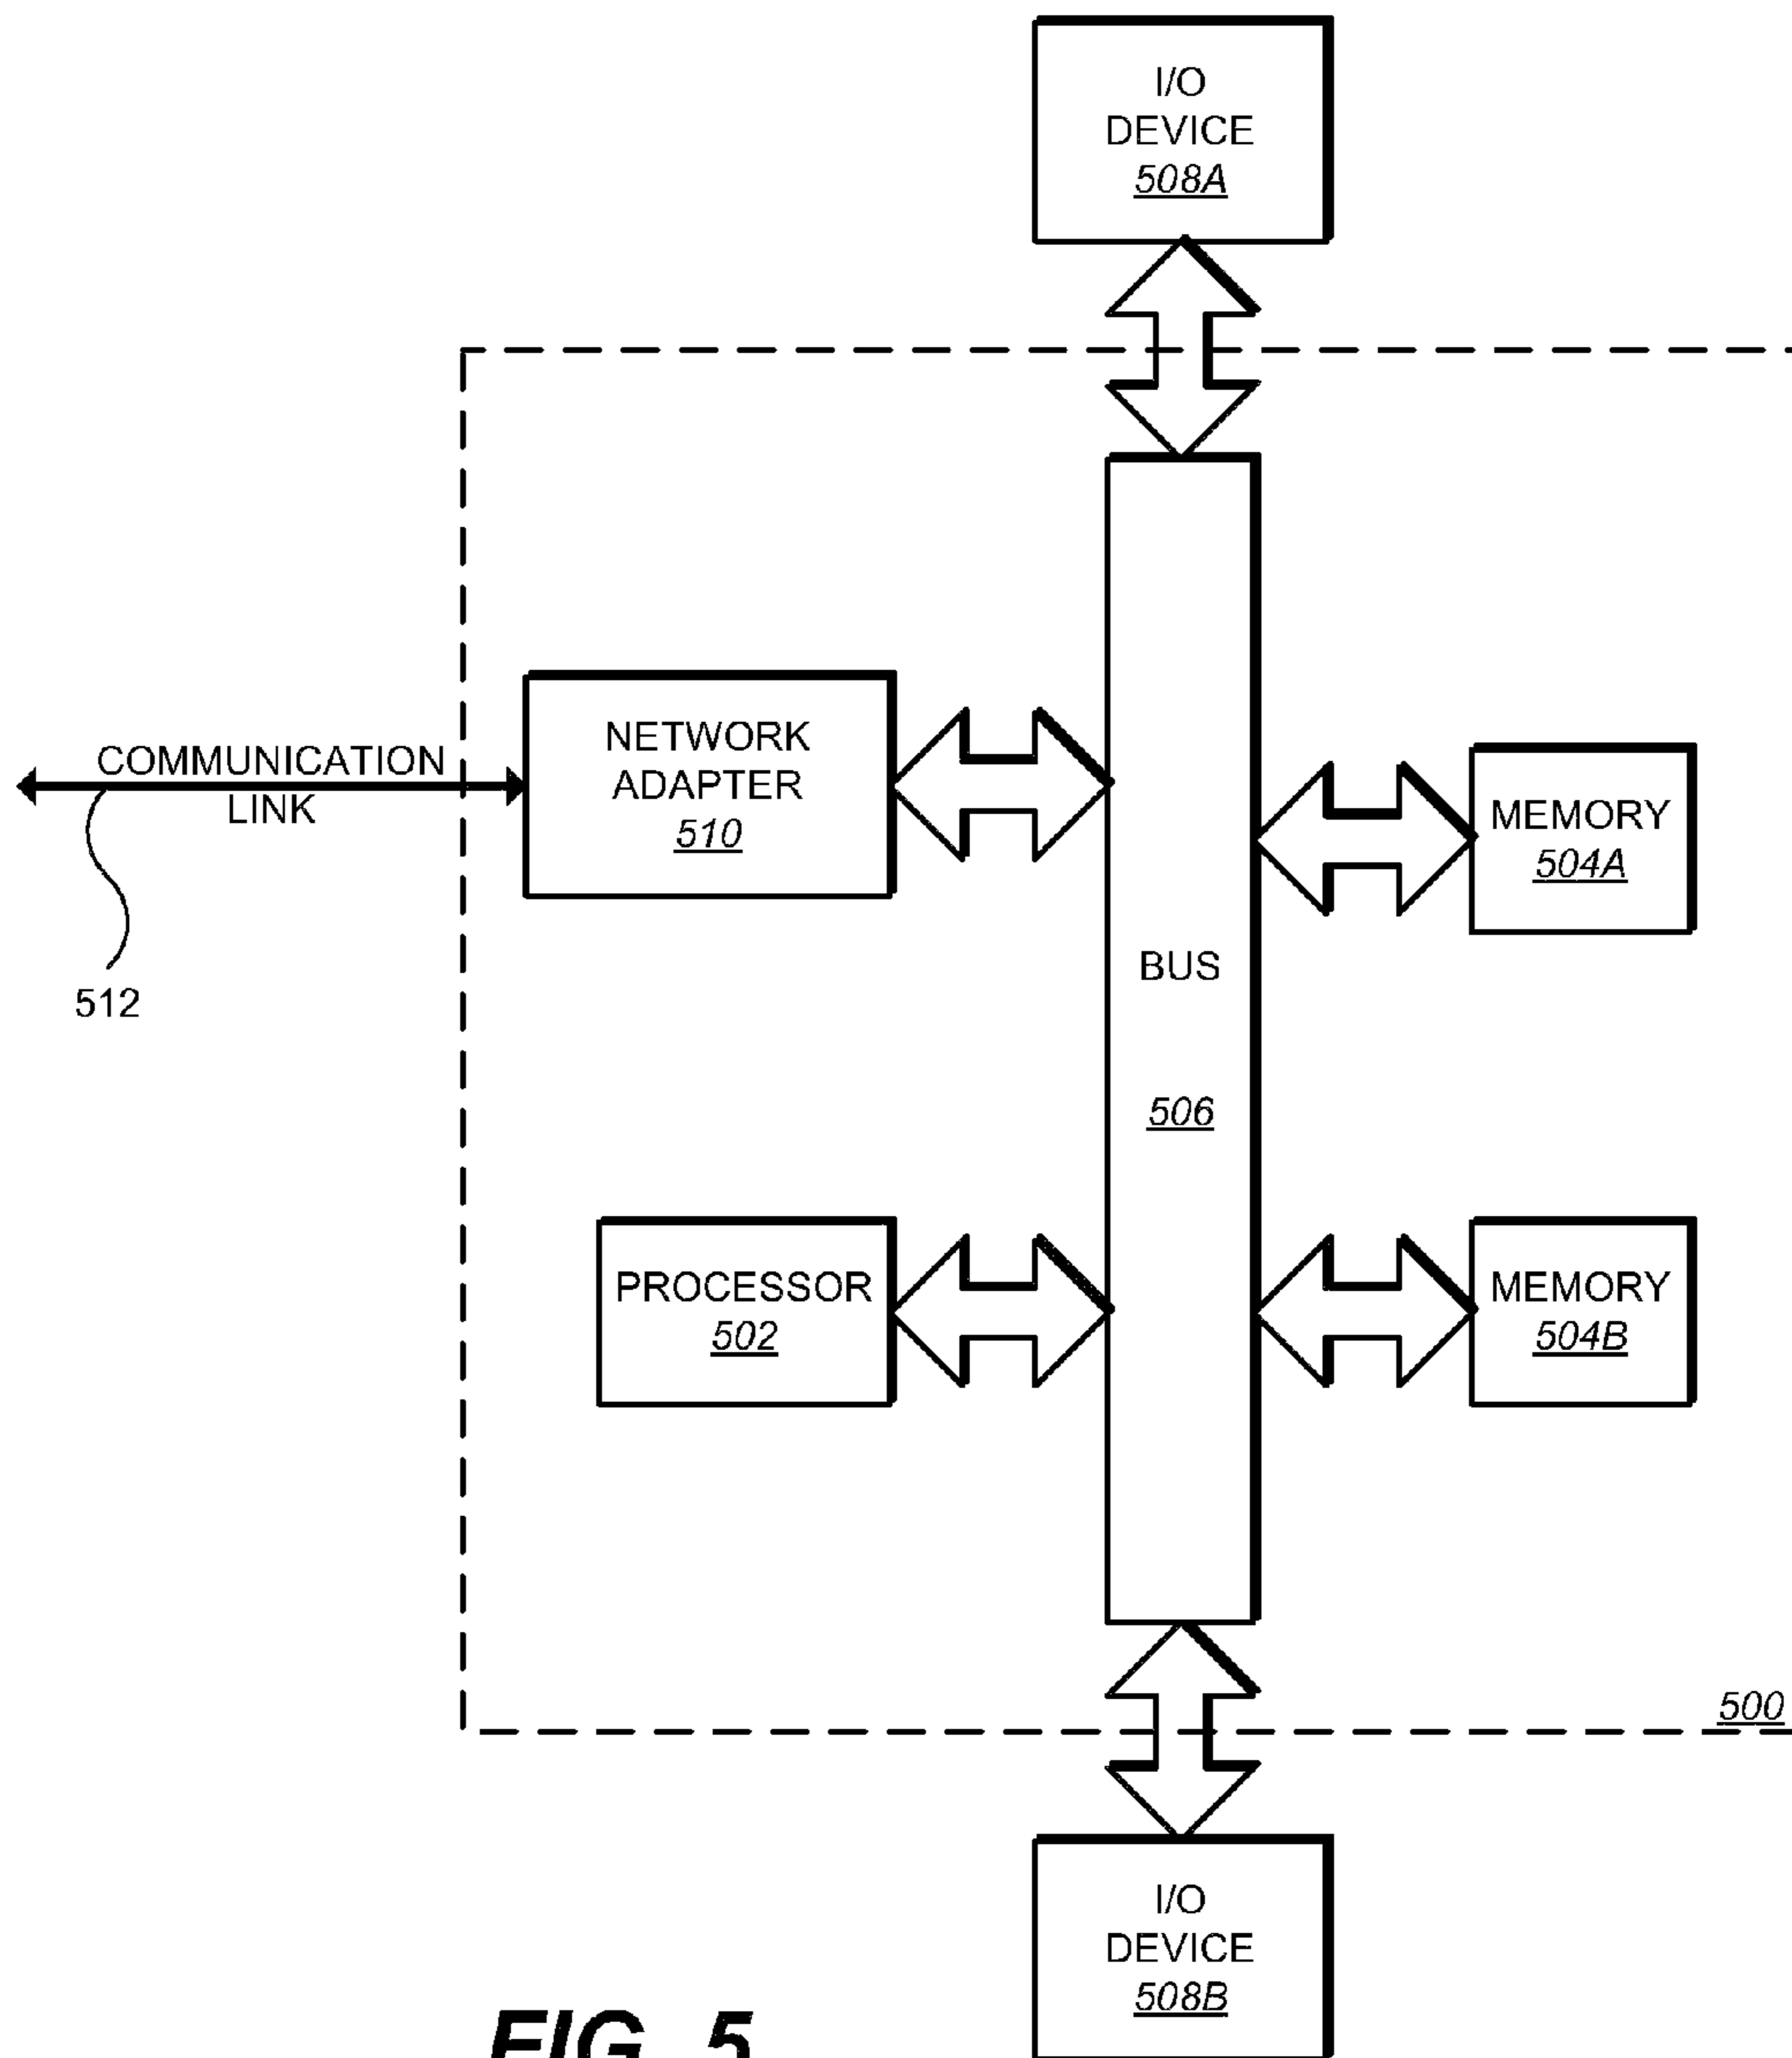 I/O
DEVICE
508A
NETWORK
ADAPTER
510
COMMUNICATION
LINK
512
MEMORY
504A
BUS
506
PROCESSOR
502
MEMORY
504B
500
I/O
DEVICE
508B
FIG. 5